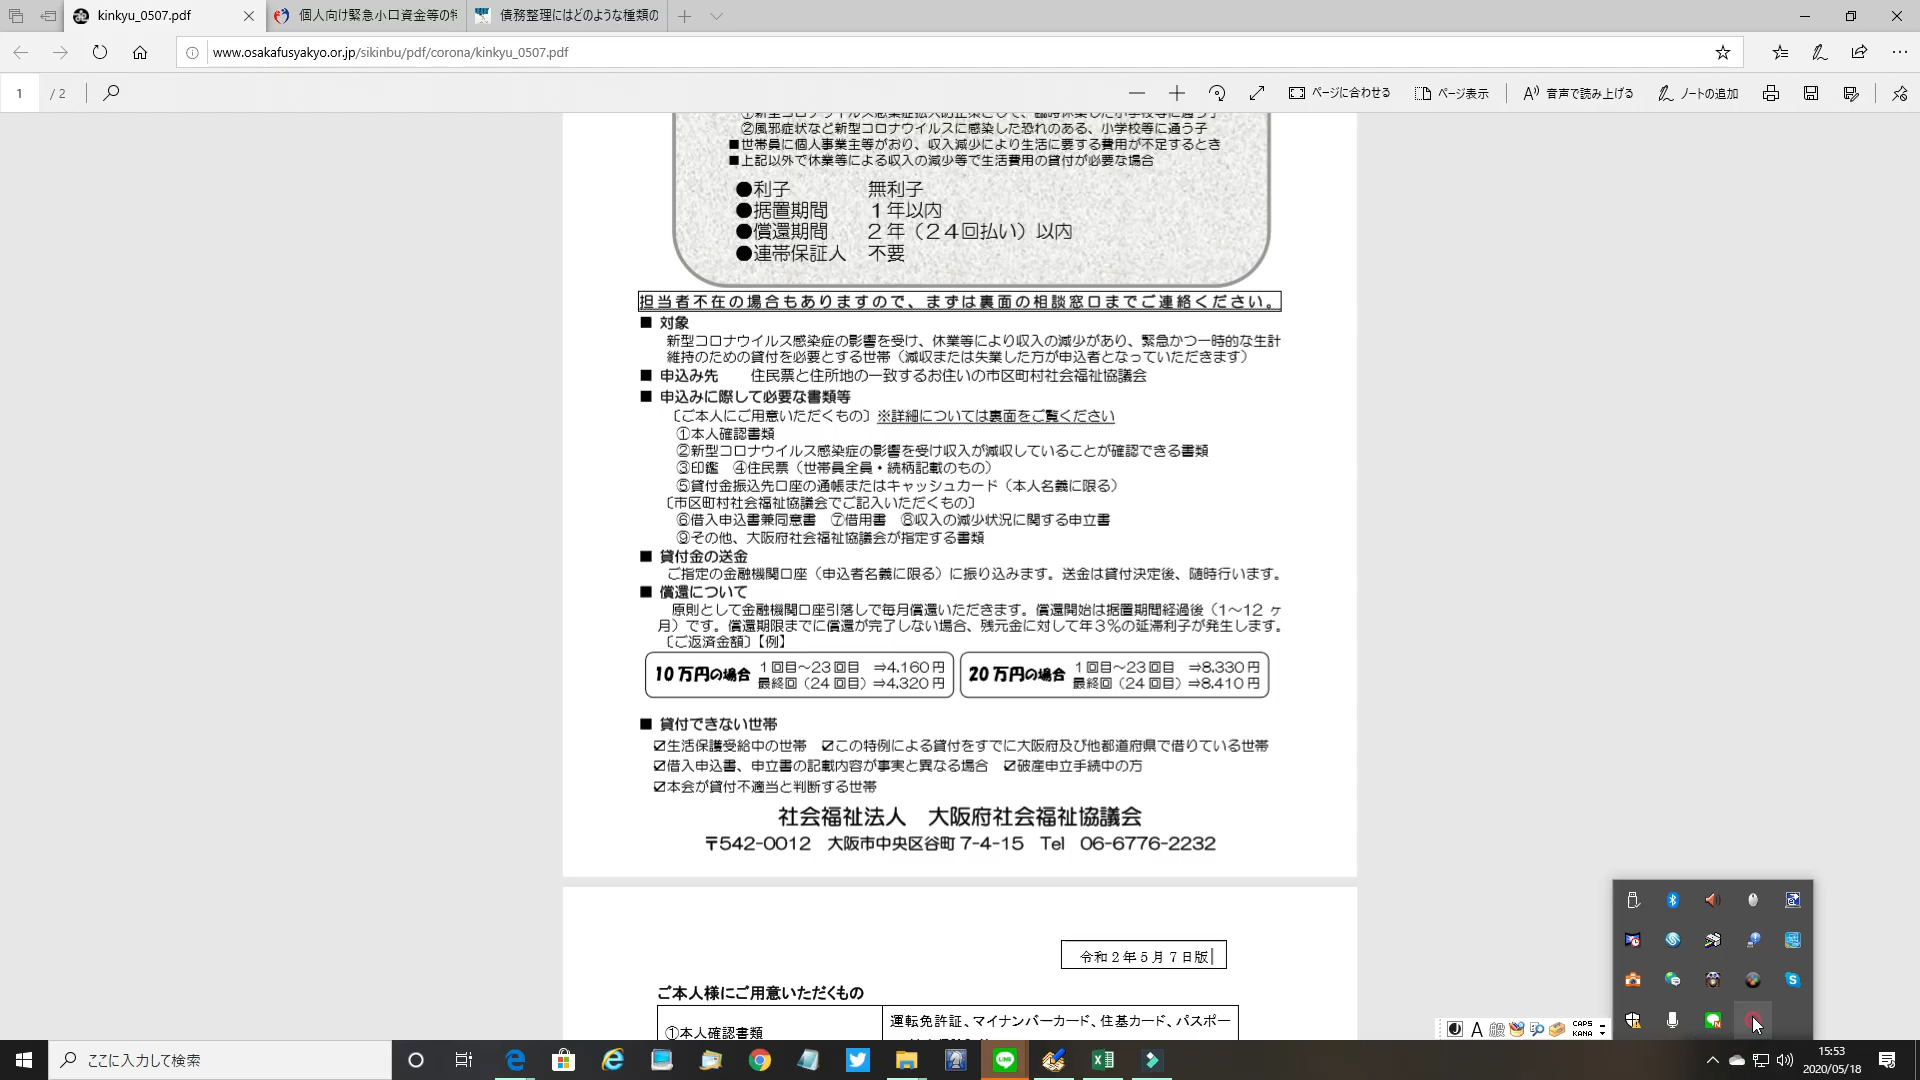 kinkyu_0507.pdf
個人向け緊急小口資金等の特
債務整理にはどのような種類の
www.osakafusyakyo.or.jp/sikinbu/pdf/corona/kinkyu_0507.pdf
1 / 2
ページに合わせる
ページ表示
音声で読み上げる
ノートの追加
①新型コロナウイルス感染症拡大防止策として、臨時休業した小学校等に通う子
②風邪症状など新型コロナウイルスに感染した恐れのある、小学校等に通う子
■世帯員に個人事業主等がおり、収入減少により生活に要する費用が不足するとき
■上記以外で休業等による収入の減少等で生活費用の貸付が必要な場合
●利子 無利子
●据置期間 1年以内
●償還期間 2年（24回払い）以内
●連帯保証人 不要
担当者不在の場合もありますので、まずは裏面の相談窓口までご連絡ください。
■ 対象
新型コロナウイルス感染症の影響を受け、休業等により収入の減少があり、緊急かつ一時的な生計
維持のための貸付を必要とする世帯（減収または失業した方が申込者となっていただきます）
■ 申込み先 住民票と住所地の一致するお住いの市区町村社会福祉協議会
■ 申込みに際して必要な書類等
〔ご本人にご用意いただくもの〕※詳細については裏面をご覧ください
①本人確認書類
②新型コロナウイルス感染症の影響を受け収入が減収していることが確認できる書類
③印鑑 ④住民票（世帯員全員・続柄記載のもの）
⑤貸付金振込先口座の通帳またはキャッシュカード（本人名義に限る）
〔市区町村社会福祉協議会でご記入いただくもの〕
⑥借入申込書兼同意書 ⑦借用書 ⑧収入の減少状況に関する申立書
⑨その他、大阪府社会福祉協議会が指定する書類
■ 貸付金の送金
ご指定の金融機関口座（申込者名義に限る）に振り込みます。送金は貸付決定後、随時行います。
■ 償還について
原則として金融機関口座引落しで毎月償還いただきます。償還開始は据置期間経過後（1～12 ヶ
月）です。償還期限までに償還が完了しない場合、残元金に対して年3％の延滞利子が発生します。
〔ご返済金額〕【例】
10 万円の場合 1回目～23回目 ⇒4,160円
最終回（24回目）⇒4,320円
20 万円の場合 1回目～23回目 ⇒8,330円
最終回（24回目）⇒8,410円
■ 貸付できない世帯
☑生活保護受給中の世帯 ☑この特例による貸付をすでに大阪府及び他都道府県で借りている世帯
☑借入申込書、申立書の記載内容が事実と異なる場合 ☑破産申立手続中の方
☑本会が貸付不適当と判断する世帯
社会福祉法人 大阪府社会福祉協議会
〒542-0012 大阪市中央区谷町 7-4-15 Tel 06-6776-2232
令和２年５月７日版
ご本人様にご用意いただくもの
①本人確認書類
運転免許証、マイナンバーカード、住基カード、パスポー
A 般 CAPS KANA
ここに入力して検索
LINE
15:53
2020/05/18